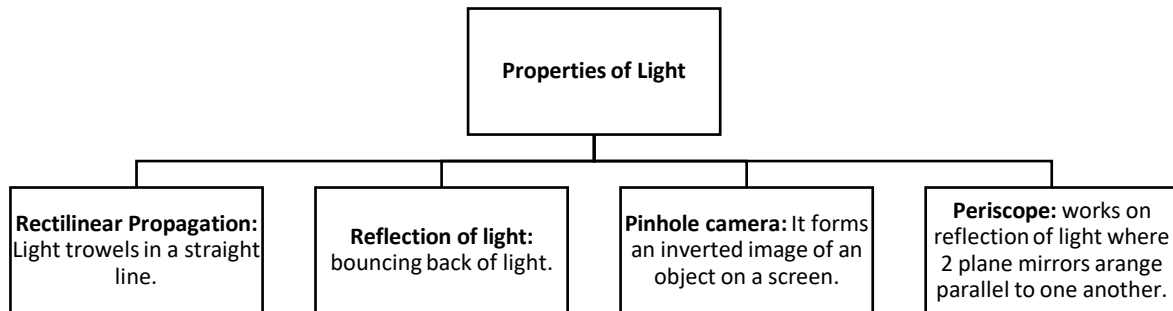 Properties of Light
Rectilinear Propagation:
Light trowels in a straight
line.
Reflection of light:
bouncing back of light.
Pinhole camera: It forms
an inverted image of an
object on a screen.
Periscope: works on
reflection of light where
2 plane mirrors arange
parallel to one another.